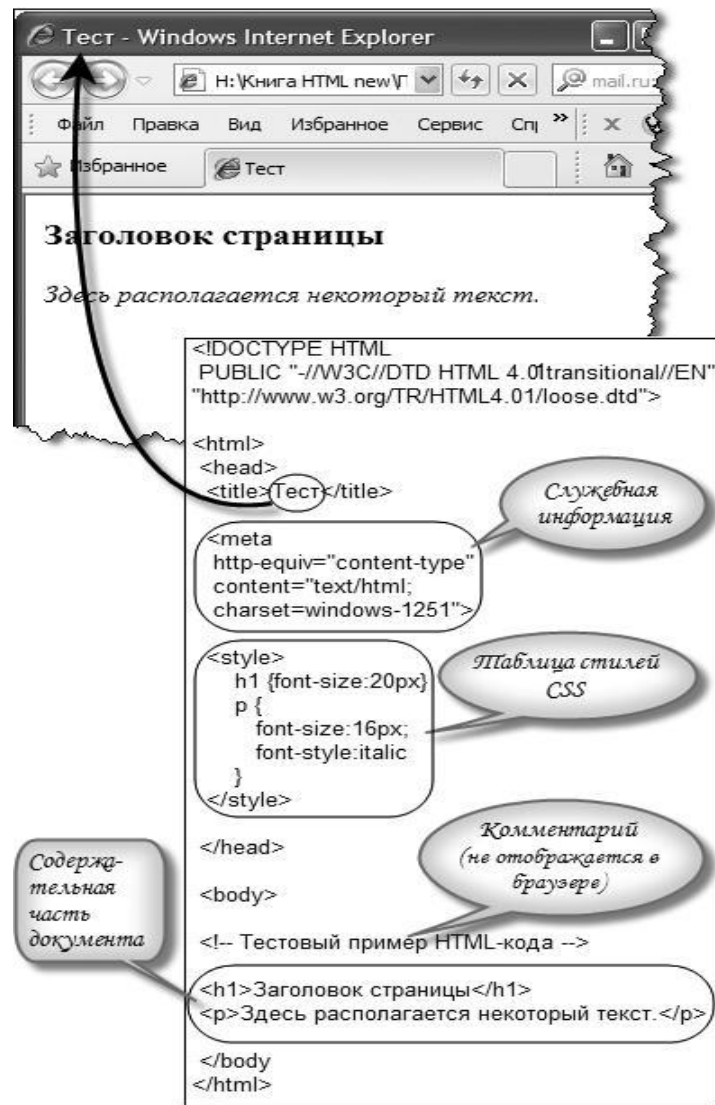 Тест - Windows Internet Explorer
H:\Книга HTML new\Г
mail.ru
Файл Правка Вид Избранное Сервис Спр »
Избранное
Тест
Заголовок страницы
Здесь располагается некоторый текст.
<!DOCTYPE HTML
PUBLIC "-//W3C//DTD HTML 4.01transitional//EN"
"http://www.w3.org/TR/HTML4.01/loose.dtd">
<html>
<head>
<title>Тест</title>
Служебная
информация
<meta
http-equiv="content-type"
content="text/html;
charset=windows-1251">
<style>
h1 {font-size:20px}
p {
font-size:16px;
font-style:italic
}
</style>
Таблица стилей
CSS
</head>
Комментарий
(не отображается в
браузере)
<body>
Содержа-
тельная
часть
документа
<!-- Тестовый пример HTML-кода -->
<h1>Заголовок страницы</h1>
<p>Здесь располагается некоторый текст.</p>
</body
</html>